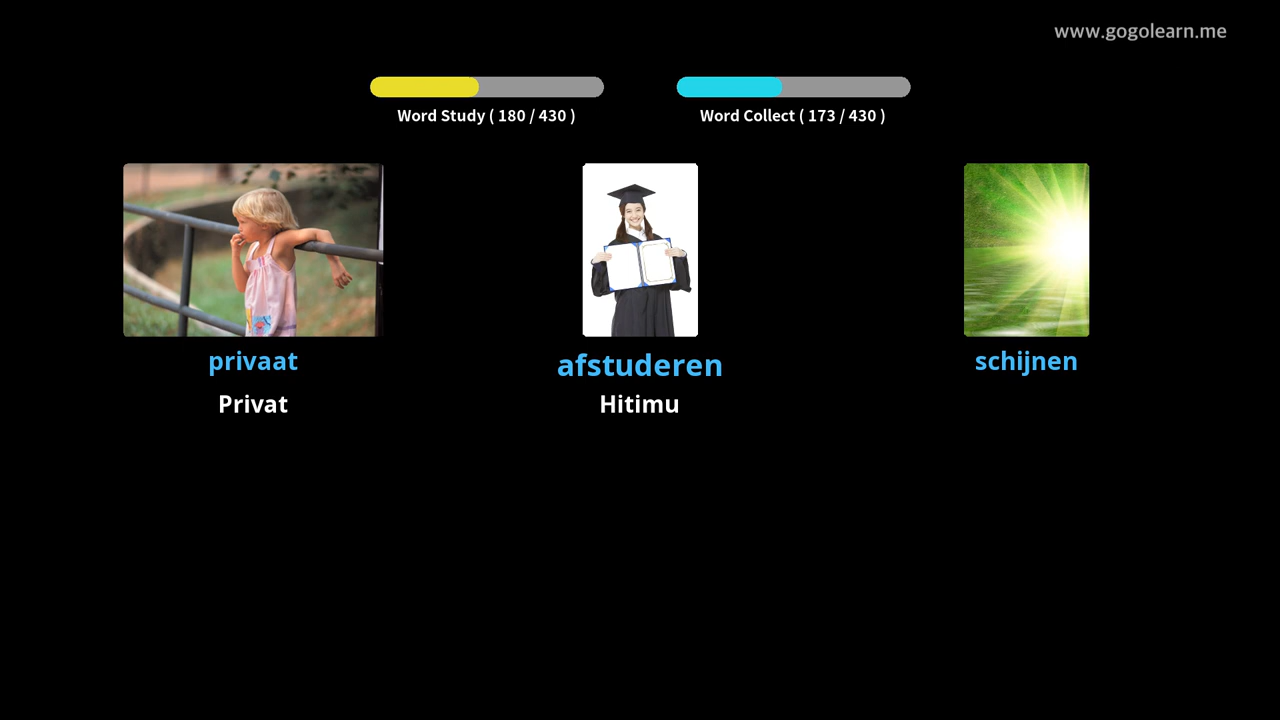 www.gogolearn.me
Word Study ( 180 / 430 )
Word Collect ( 173 / 430 )
privaat
afstuderen
schijnen
Privat
Hitimu